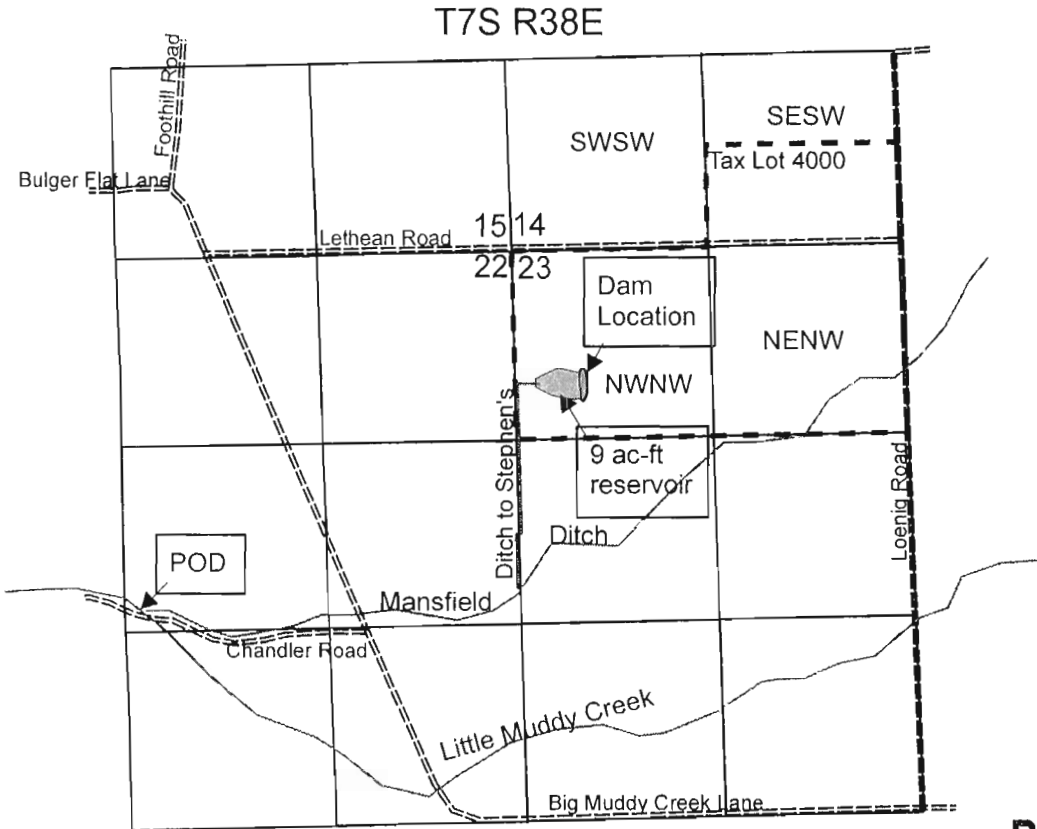 T7S R38E
Foothill Road
SESW
SWSW
Tax Lot 4000
Bulger Flat Lane
Lethean Road
15 14
22 23
Dam
Location
NENW
NWNW
Ditch to Stephen's
9 ac-ft
reservoir
Loenig Road
Ditch
POD
Mansfield
Chandler Road
Little Muddy Creek
Big Muddy Creek Lane